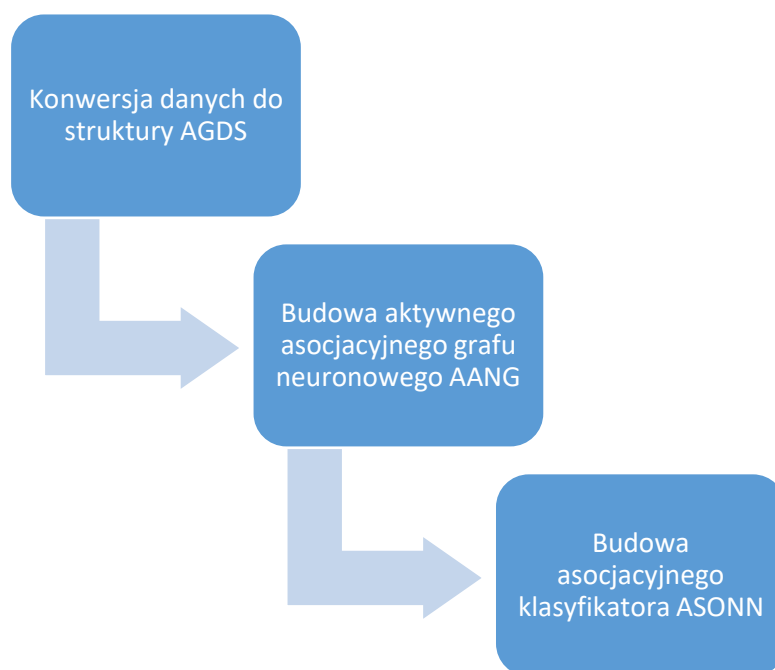 Konwersja danych do
struktury AGDS
Budowa aktywnego
asocjacyjnego grafu
neuronowego AANG
Budowa
asocjacyjnego
klasyfikatora ASONN